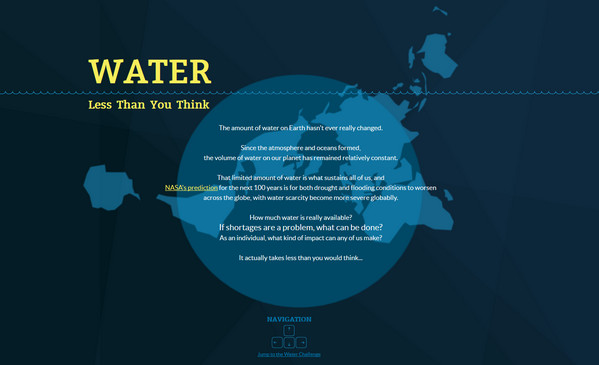 WATER
Less Than You Think
The amount of water on Earth hasn't ever really changed.
Since the atmosphere and oceans formed,
the volume of water on our planet has remained relatively constant.
That limited amount of water is what sustains all of us, and
NASA's prediction for the next 100 years is for both drought and flooding conditions to worsen
across the globe, with water scarcity become more severe globablly.
How much water is really available?
If shortages are a problem, what can be done?
As an individual, what kind of impact can any of us make?
It actually takes less than you would think...
NAVIGATION
Jump to the Water Challenge